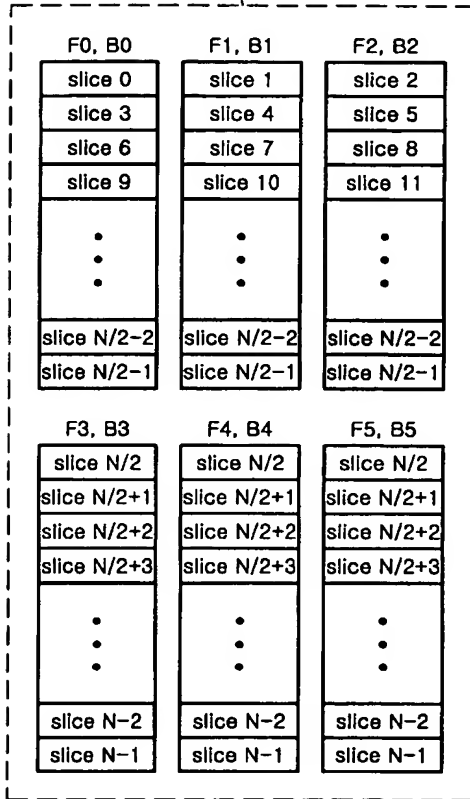 F0, B0 F1, B1 F2, B2
slice 0 slice 1 slice 2
slice 3 slice 4 slice 5
slice 6 slice 7 slice 8
slice 9 slice 10 slice 11
slice N/2-2 slice N/2-2 slice N/2-2
slice N/2-1 slice N/2-1 slice N/2-1
F3, B3 F4, B4 F5, B5
slice N/2 slice N/2 slice N/2
slice N/2+1 slice N/2+1 slice N/2+1
slice N/2+2 slice N/2+2 slice N/2+2
slice N/2+3 slice N/2+3 slice N/2+3
slice N-2 slice N-2 slice N-2
slice N-1 slice N-1 slice N-1